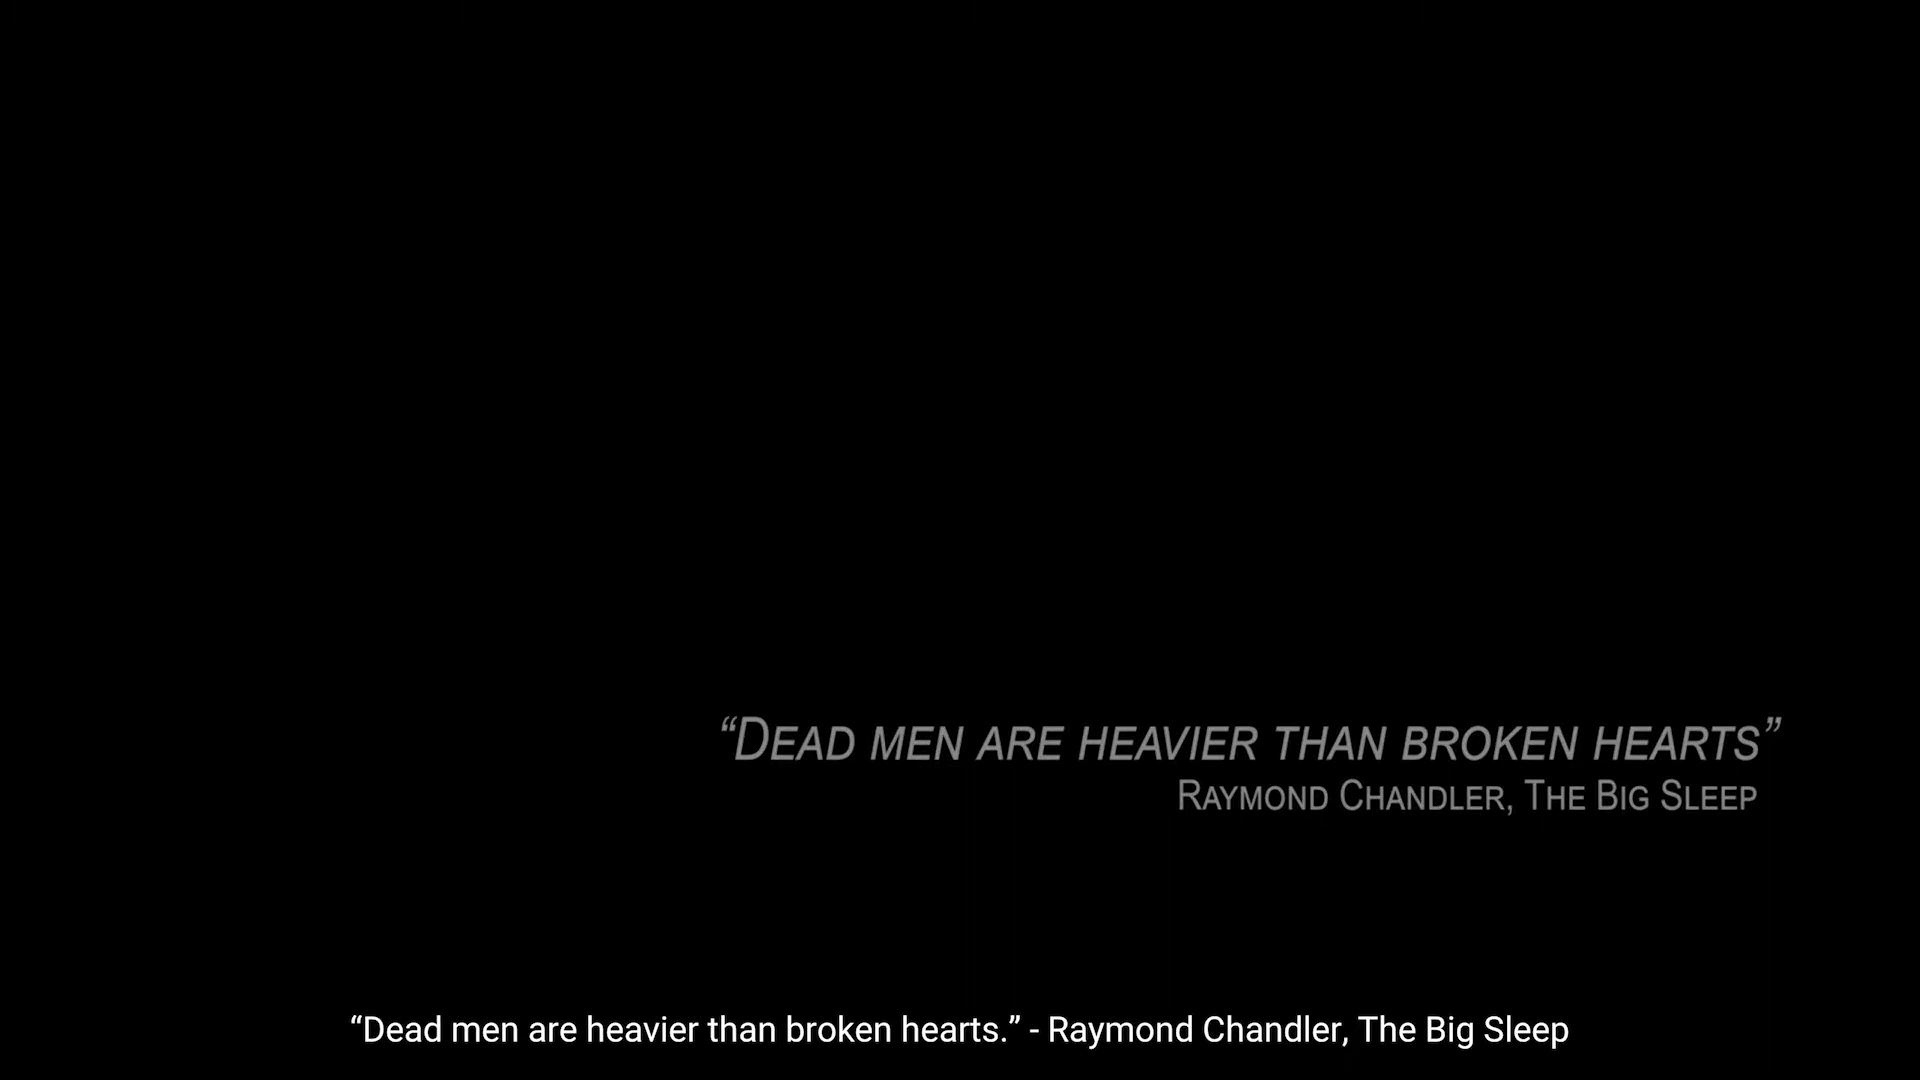 “DEAD MEN ARE HEAVIER THAN BROKEN HEARTS”
RAYMOND CHANDLER, THE BIG SLEEP
“Dead men are heavier than broken hearts.” - Raymond Chandler, The Big Sleep